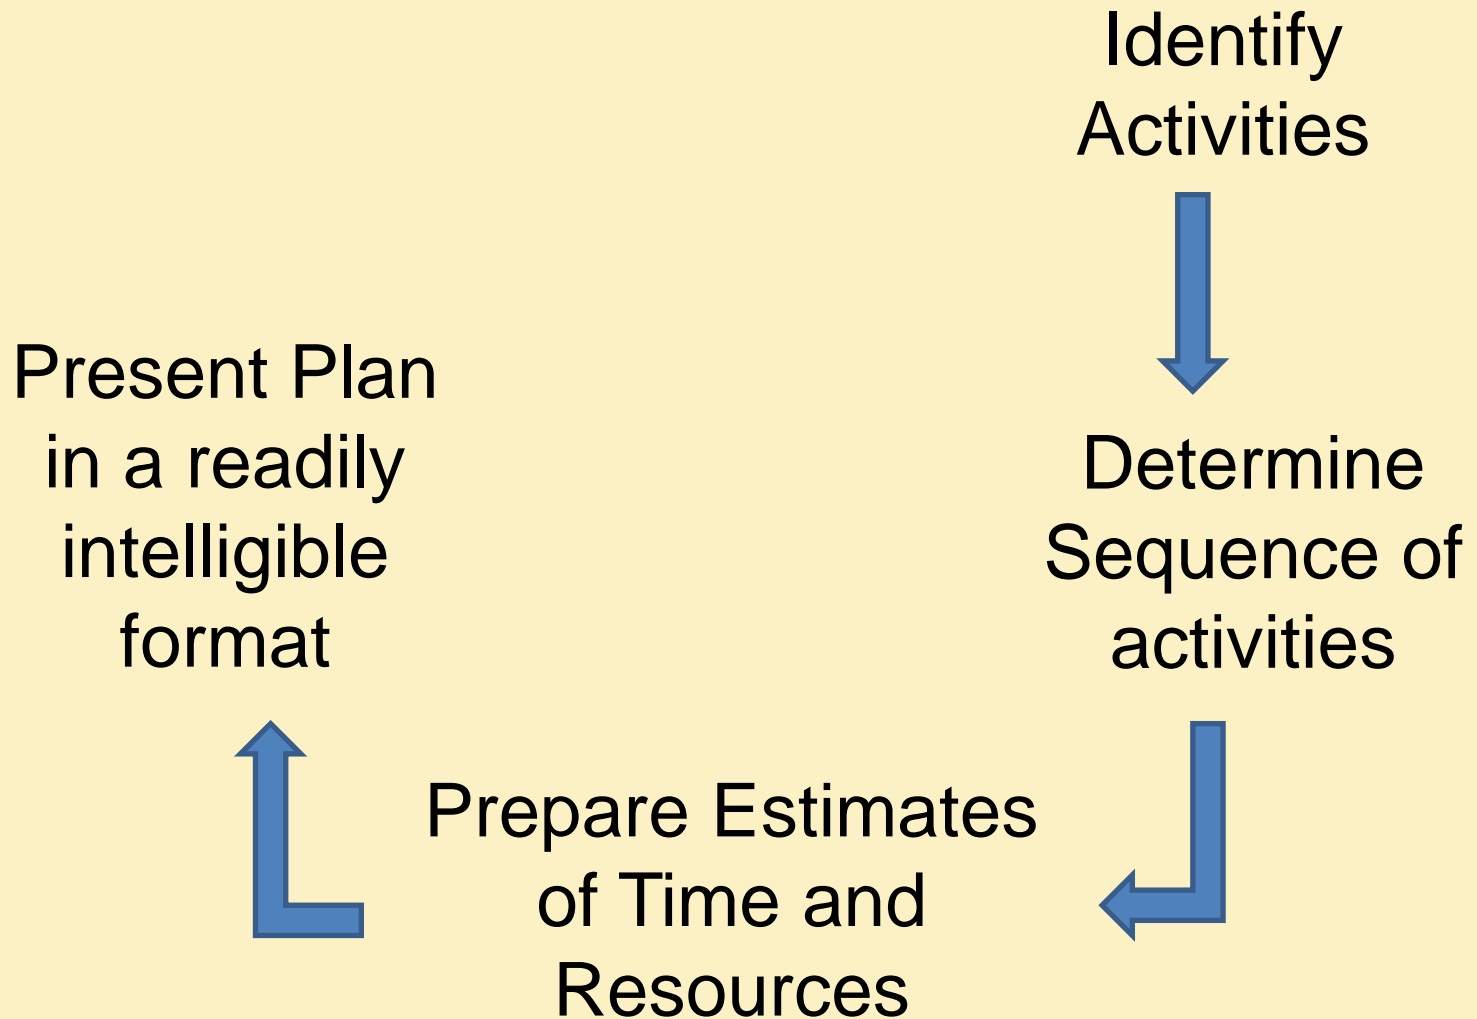 Identify
Activities
Determine
Sequence of
activities
Prepare Estimates
of Time and
Resources
Present Plan
in a readily
intelligible
format